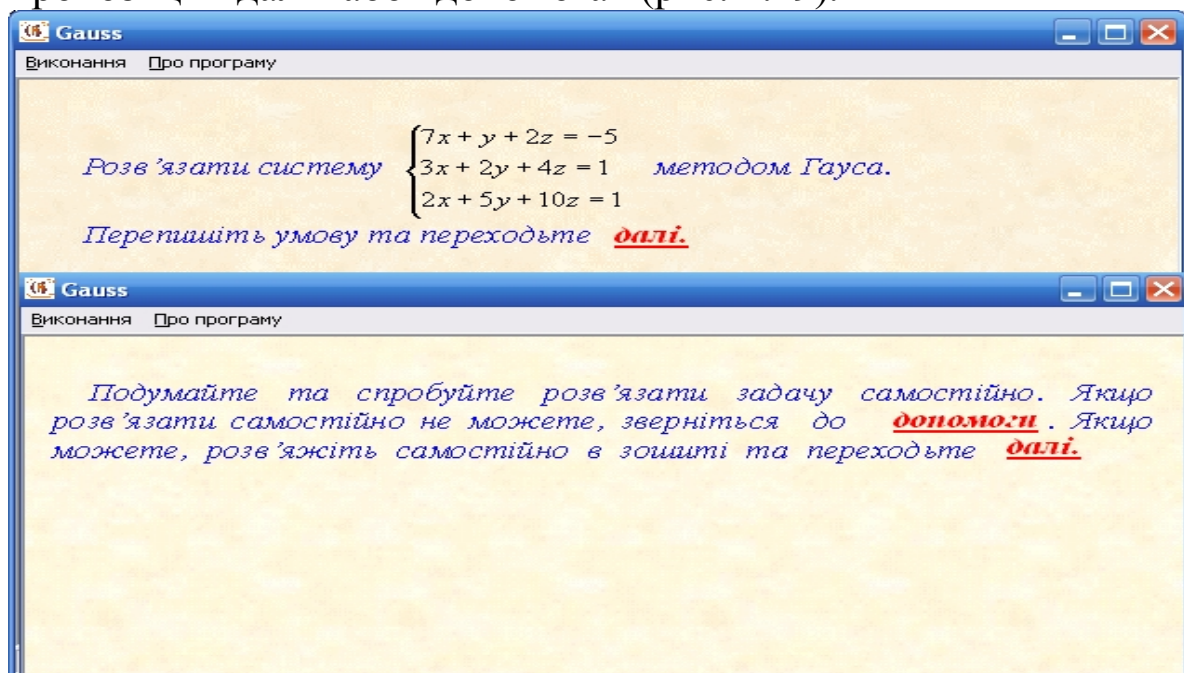 Gauss
Виконання Про програму
Розв'язати систему {7x + y + 2z = −5
3x + 2y + 4z = 1 методом Гауса.
2x + 5y + 10z = 1
Перепишіть умову та переходьте далі.
Gauss
Виконання Про програму
Подумайте та спробуйте розв'язати задачу самостійно. Якщо
розв'язати самостійно не можете, зверніться до допомоги . Якщо
можете, розв'яжіть самостійно в зошиті та переходьте далі.